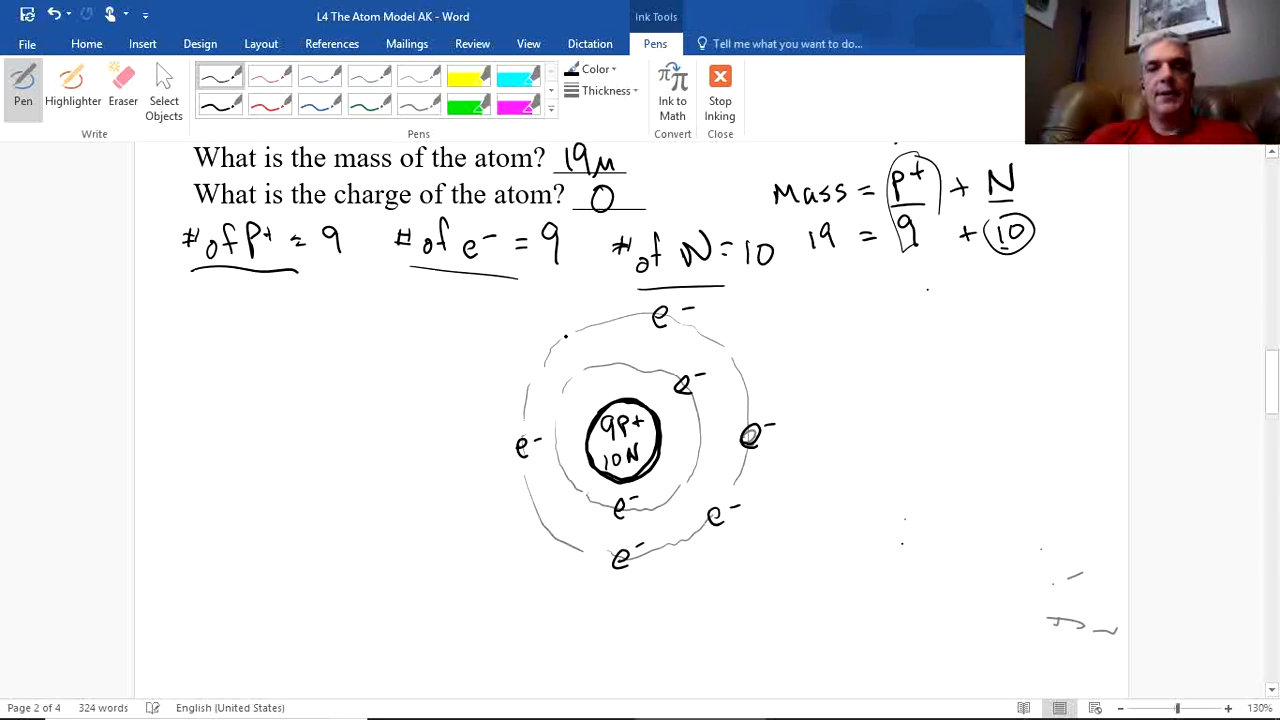 L4 The Atom Model AK - Word
Ink Tools
File Home Insert Design Layout References Mailings Review View Dictation Pens Tell me what you want to do...
Pen Highlighter Eraser Select Objects
Color
Thickness
Ink to Math
Stop Inking
Write Pens Convert Close
What is the mass of the atom? 19μ
What is the charge of the atom? 0
Mass = p+ + N
19 = 9 + 10
# of P+ = 9 # of e- = 9 # of N = 10
e-
e-
9P+
10N
e-
e-
e-
e-
e-
Page 2 of 4 324 words English (United States) 130%